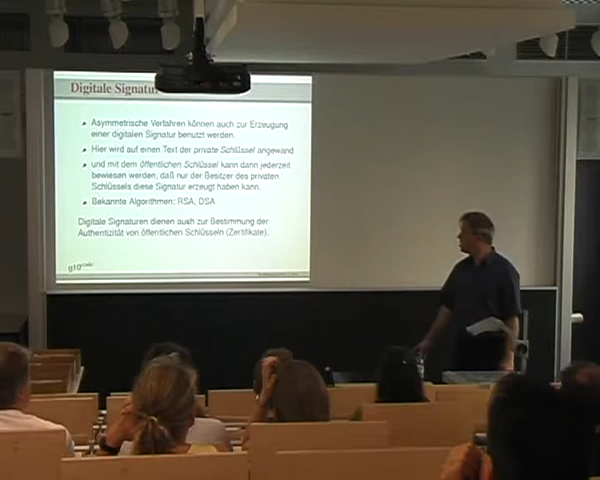 Digitale Signatur
Asymmetrische Verfahren können auch zur Erzeugung
einer digitalen Signatur benutzt werden.
Hier wird auf einen Text der private Schlüssel angewand
und mit dem öffentlichen Schlüssel kann dann jederzeit
bewiesen werden, daß nur der Besitzer des privaten
Schlüssels diese Signatur erzeugt haben kann.
Bekannte Algorithmen: RSA, DSA
Digitale Signaturen dienen auch zur Bestimmung der
Authentizität von öffentlichen Schlüsseln (Zertifikate).
g10 code